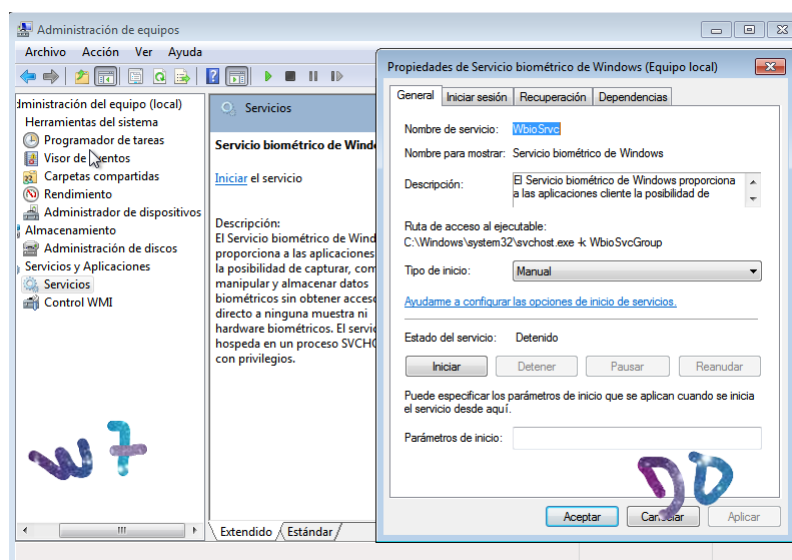 Administración de equipos
Archivo Acción Ver Ayuda
dministración del equipo (local)
Herramientas del sistema
Programador de tareas
Visor de eventos
Carpetas compartidas
Rendimiento
Administrador de dispositivos
Almacenamiento
Administración de discos
Servicios y Aplicaciones
Servicios
Control WMI
W7
Servicios
Servicio biométrico de Winde
Iniciar el servicio
Descripción:
El Servicio biométrico de Wind
proporciona a las aplicaciones
la posibilidad de capturar, com
manipular y almacenar datos
biométricos sin obtener acces
directo a ninguna muestra ni
hardware biométricos. El servic
hospeda en un proceso SVCHO
con privilegios.
Extendido Estándar
Propiedades de Servicio biométrico de Windows (Equipo local)
General Iniciar sesión Recuperación Dependencias
Nombre de servicio: WbioSrvc
Nombre para mostrar: Servicio biométrico de Windows
Descripción: El Servicio biométrico de Windows proporciona
a las aplicaciones cliente la posibilidad de
Ruta de acceso al ejecutable:
C:\Windows\system32\svchost.exe -k WbioSvcGroup
Tipo de inicio: Manual
Ayudarme a configurar las opciones de inicio de servicios.
Estado del servicio: Detenido
Iniciar Detener Pausar Reanudar
Puede especificar los parámetros de inicio que se aplican cuando se inicia
el servicio desde aquí.
Parámetros de inicio:
DD
Aceptar Cancelar Aplicar